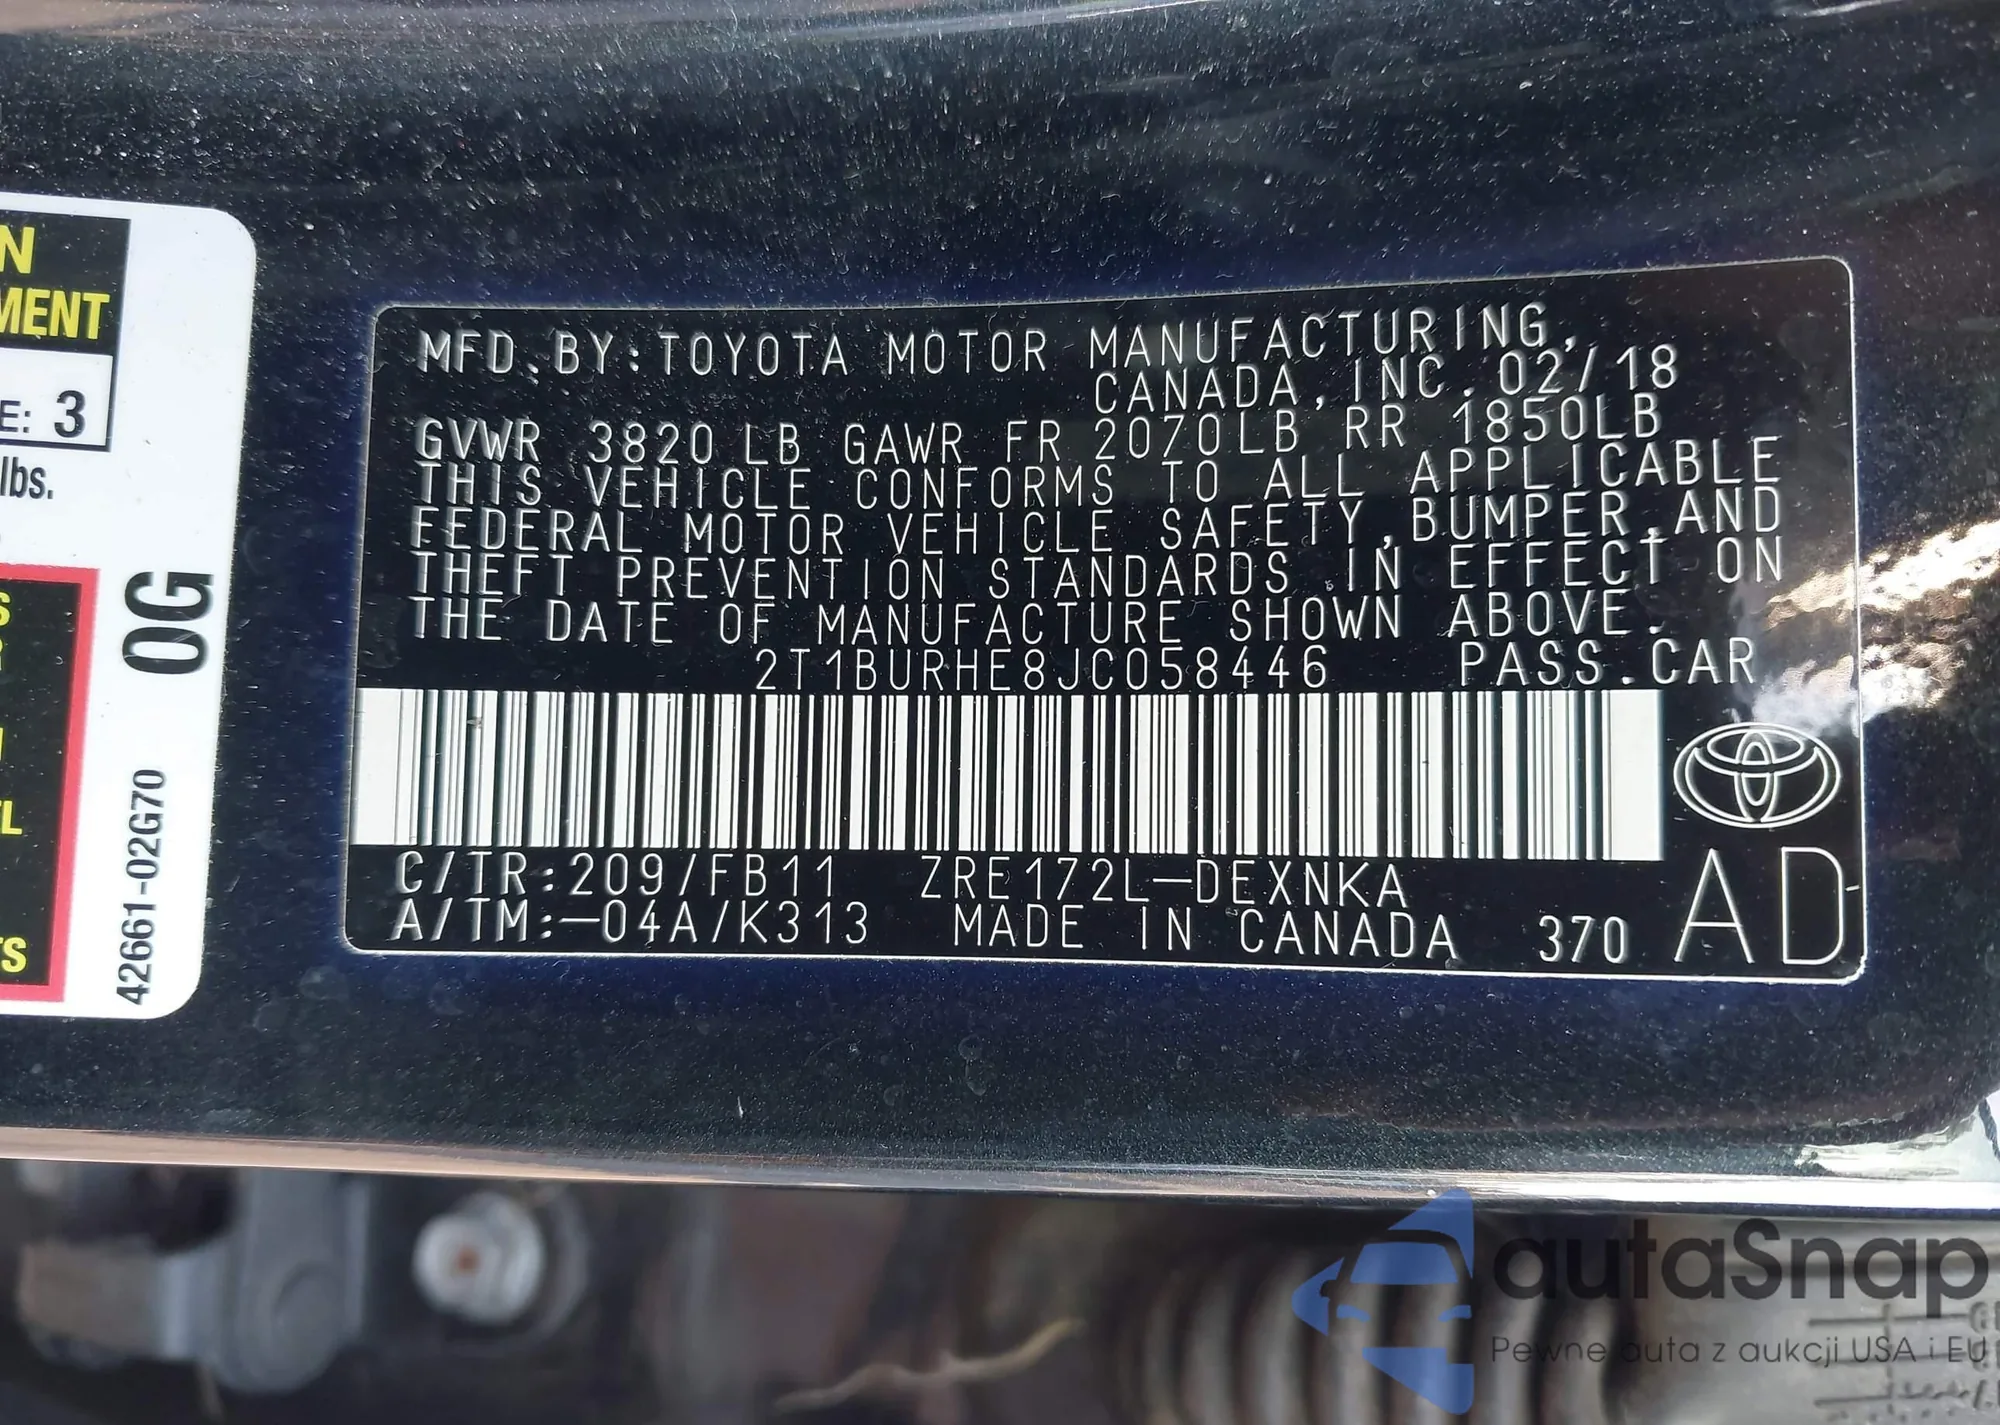 N
MENT
E: 3
lbs.
0G
42661-02G70
MFD.BY:TOYOTA MOTOR MANUFACTURING,
CANADA,INC.02/18
GVWR 3820LB GAWR FR 2070LB RR 1850LB
THIS VEHICLE CONFORMS TO ALL APPLICABLE
FEDERAL MOTOR VEHICLE SAFETY,BUMPER,AND
THEFT PREVENTION STANDARDS IN EFFECT ON
THE DATE OF MANUFACTURE SHOWN ABOVE.
2T1BURHE8JC058446 PASS.CAR
C/TR:209/FB11 ZRE172L-DEXNKA
A/TM:-04A/K313 MADE IN CANADA 370 AD
autaSnap
Pewne auta z aukcji USA i EU